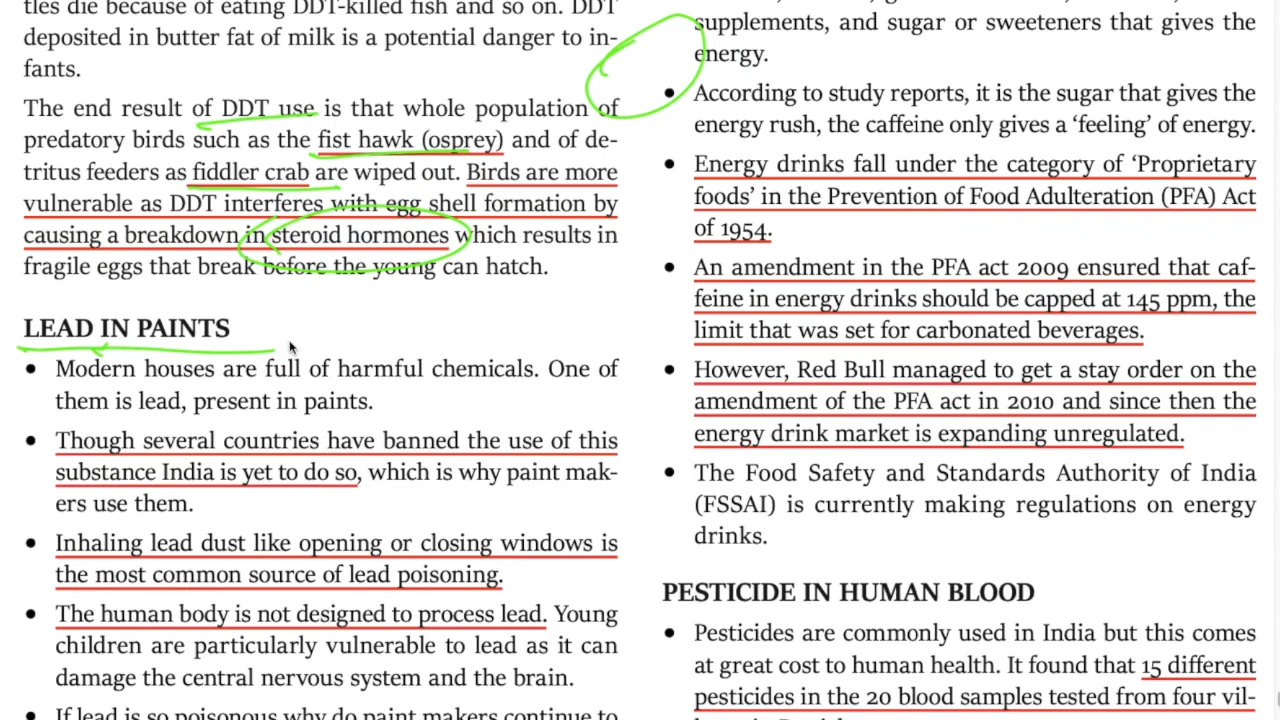 tles die because of eating DDT-killed fish and so on. DDT
deposited in butter fat of milk is a potential danger to in-
fants.
The end result of DDT use is that whole population of
predatory birds such as the fist hawk (osprey) and of de-
tritus feeders as fiddler crab are wiped out. Birds are more
vulnerable as DDT interferes with egg shell formation by
causing a breakdown in steroid hormones which results in
fragile eggs that break before the young can hatch.
LEAD IN PAINTS
• Modern houses are full of harmful chemicals. One of
them is lead, present in paints.
• Though several countries have banned the use of this
substance India is yet to do so, which is why paint mak-
ers use them.
• Inhaling lead dust like opening or closing windows is
the most common source of lead poisoning.
• The human body is not designed to process lead. Young
children are particularly vulnerable to lead as it can
damage the central nervous system and the brain.
• If lead is so poisonous why do paint makers continue to
supplements, and sugar or sweeteners that gives the
energy.
• According to study reports, it is the sugar that gives the
energy rush, the caffeine only gives a ‘feeling’ of energy.
• Energy drinks fall under the category of ‘Proprietary
foods’ in the Prevention of Food Adulteration (PFA) Act
of 1954.
• An amendment in the PFA act 2009 ensured that caf-
feine in energy drinks should be capped at 145 ppm, the
limit that was set for carbonated beverages.
• However, Red Bull managed to get a stay order on the
amendment of the PFA act in 2010 and since then the
energy drink market is expanding unregulated.
• The Food Safety and Standards Authority of India
(FSSAI) is currently making regulations on energy
drinks.
PESTICIDE IN HUMAN BLOOD
• Pesticides are commonly used in India but this comes
at great cost to human health. It found that 15 different
pesticides in the 20 blood samples tested from four vil-